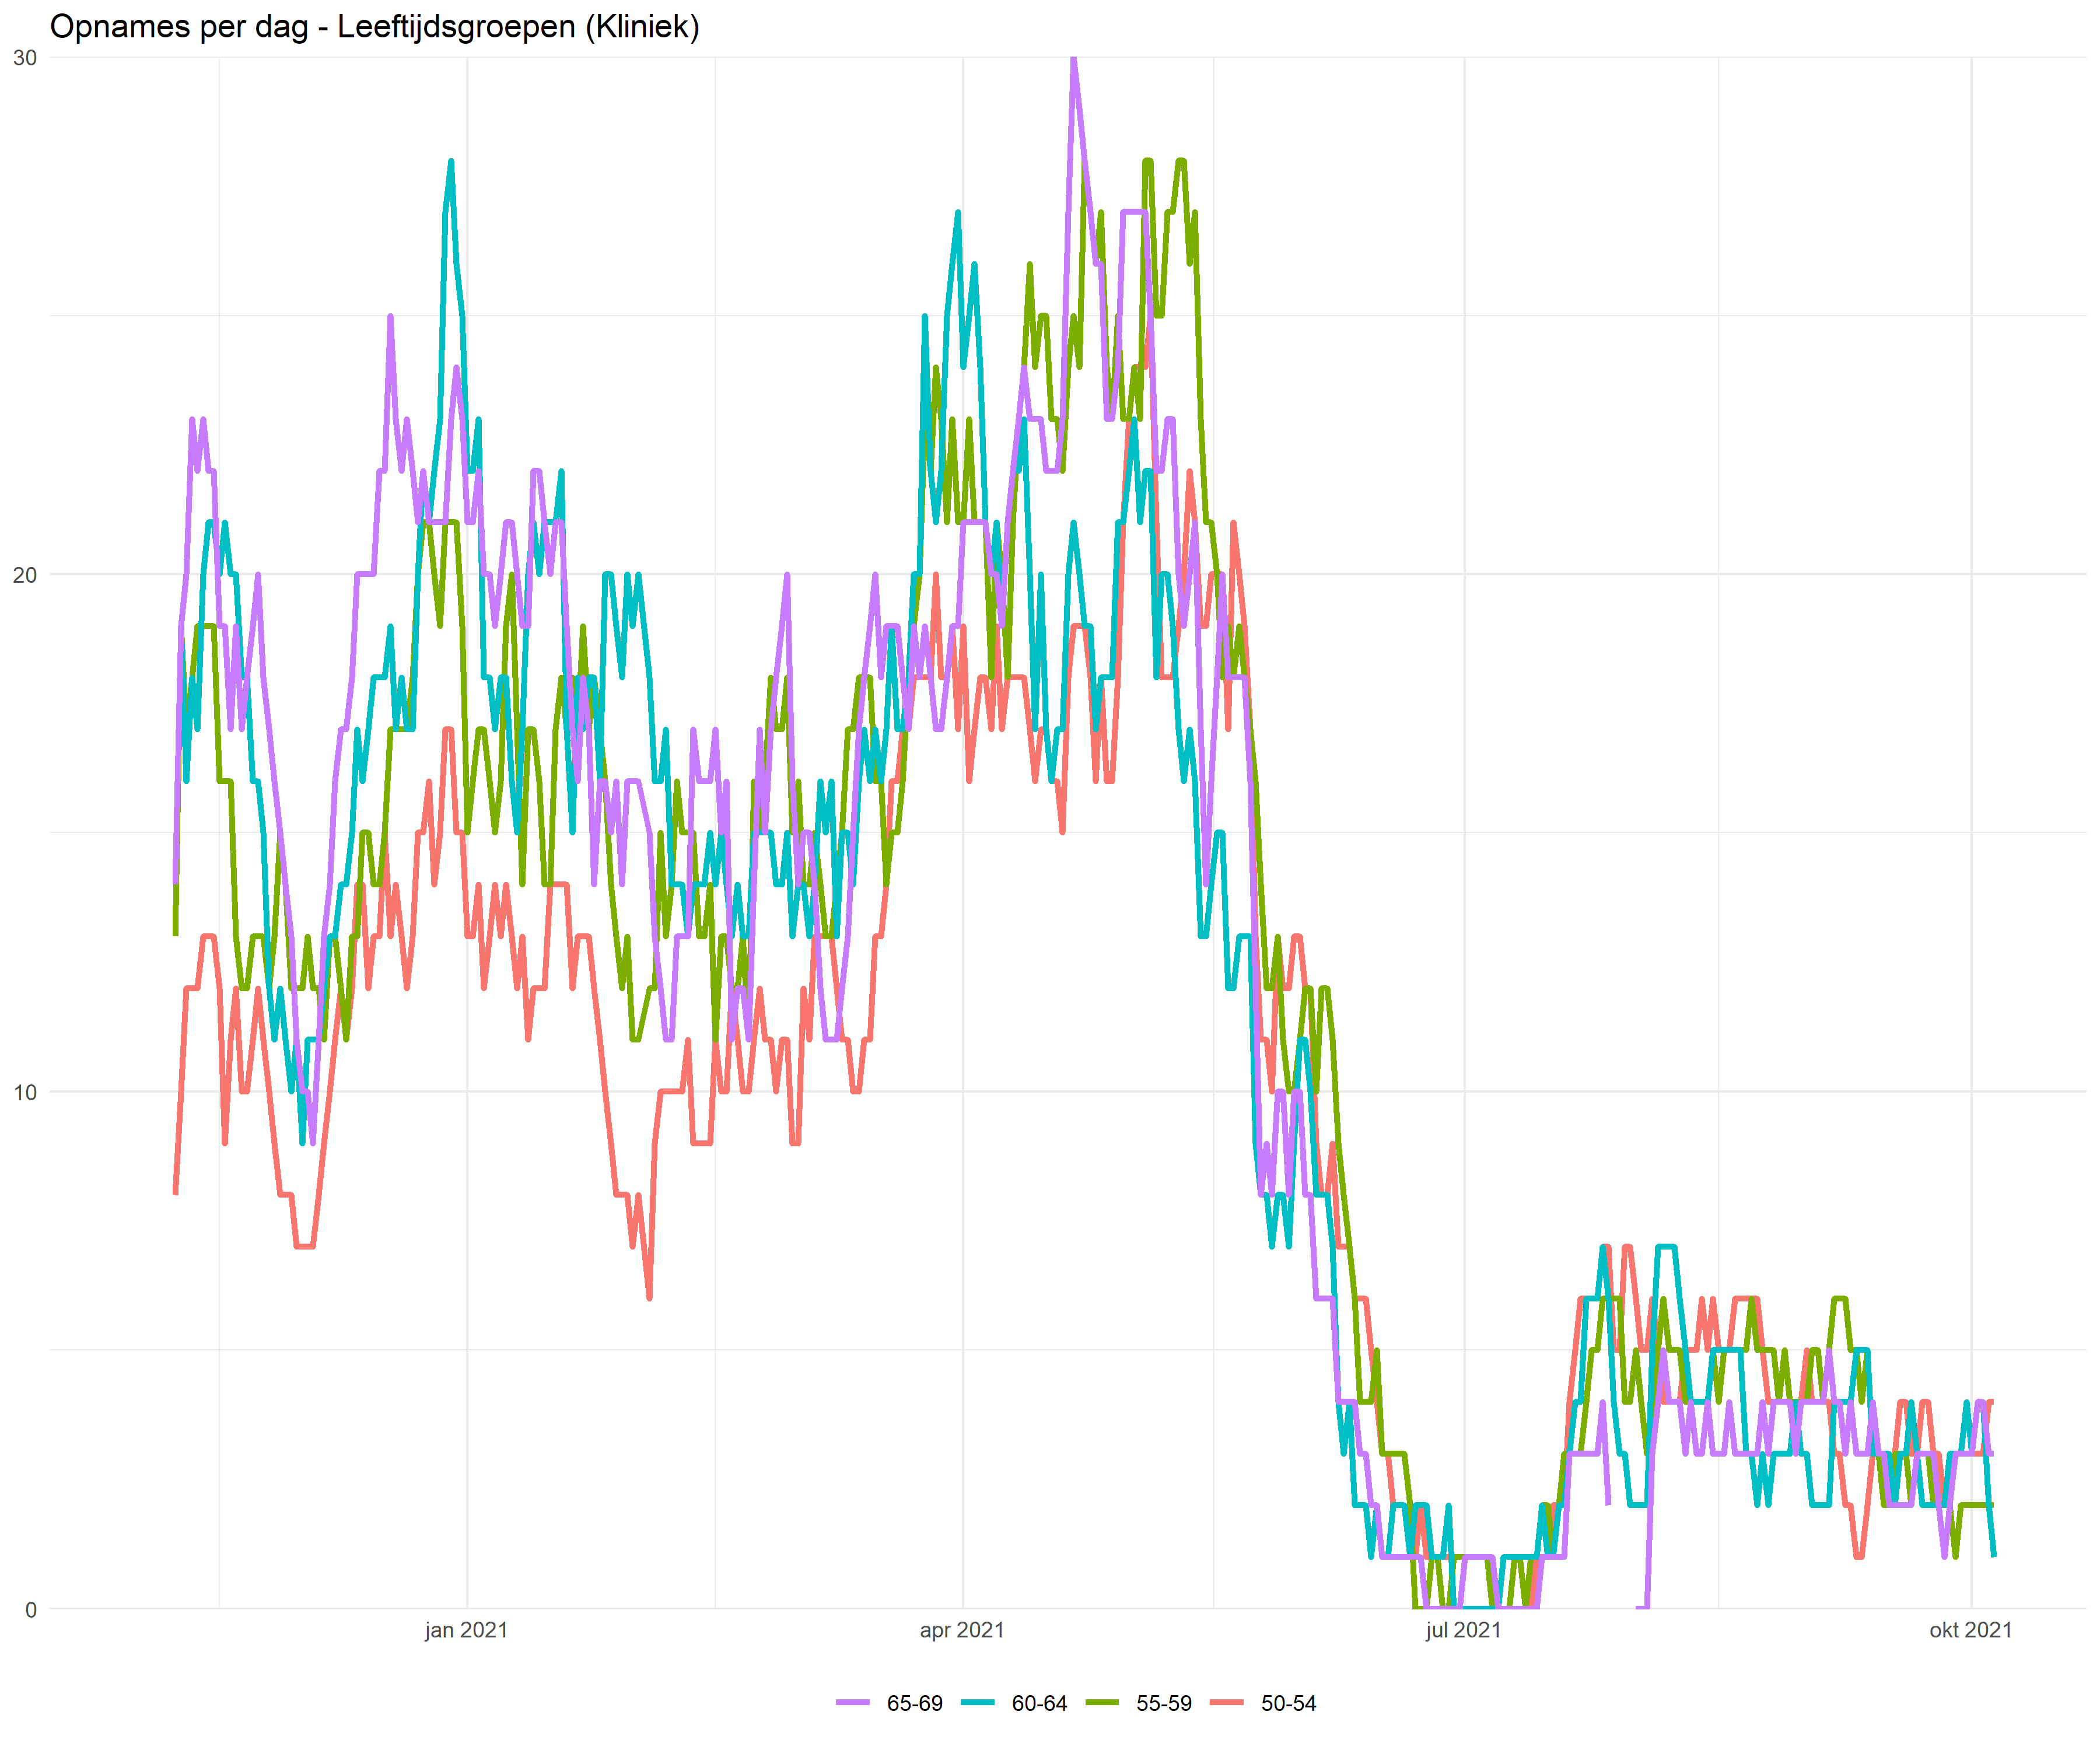 Opnames per dag - Leeftijdsgroepen (Kliniek)
30
20
10
0
jan 2021 apr 2021 jul 2021 okt 2021
65-69 60-64 55-59 50-54